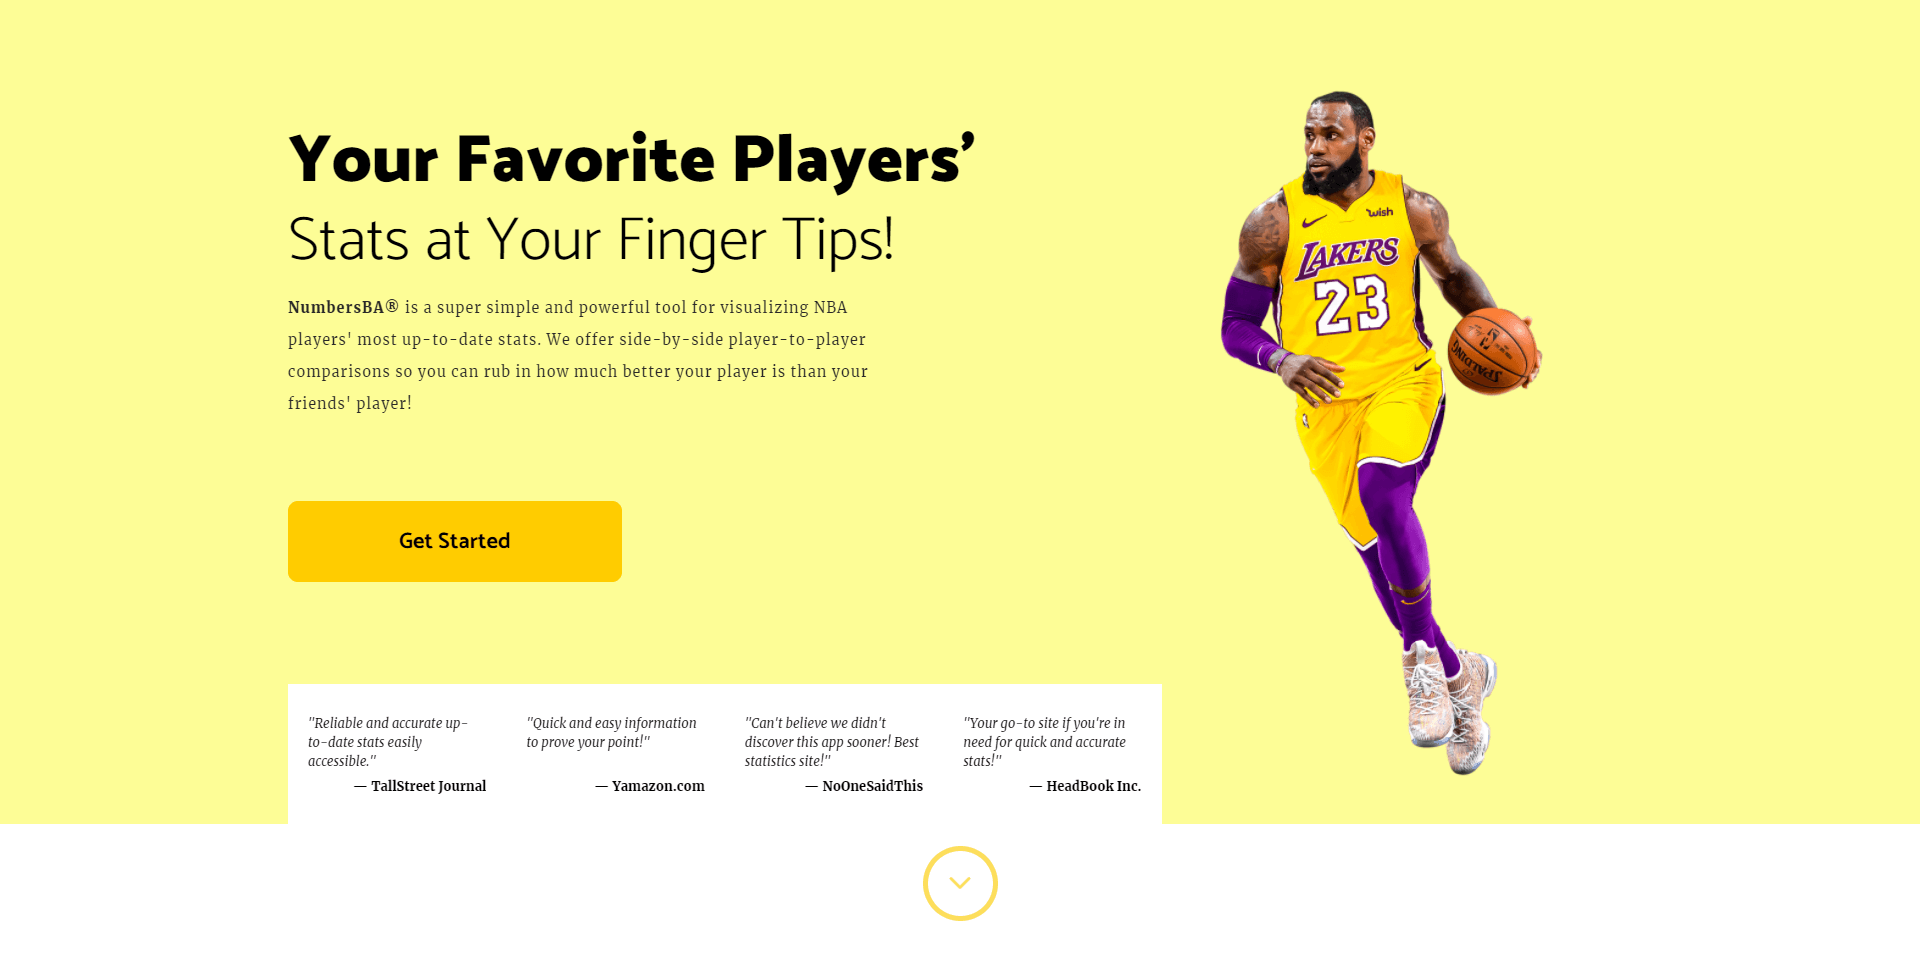 Your Favorite Players’
Stats at Your Finger Tips!
NumbersBA® is a super simple and powerful tool for visualizing NBA
players' most up-to-date stats. We offer side-by-side player-to-player
comparisons so you can rub in how much better your player is than your
friends' player!
Get Started
wish
LAKERS
23
SPALDING
"Reliable and accurate up-
to-date stats easily
accessible."
— TallStreet Journal
"Quick and easy information
to prove your point!"
— Yamazon.com
"Can't believe we didn't
discover this app sooner! Best
statistics site!"
— NoOneSaidThis
"Your go-to site if you're in
need for quick and accurate
stats!"
— HeadBook Inc.